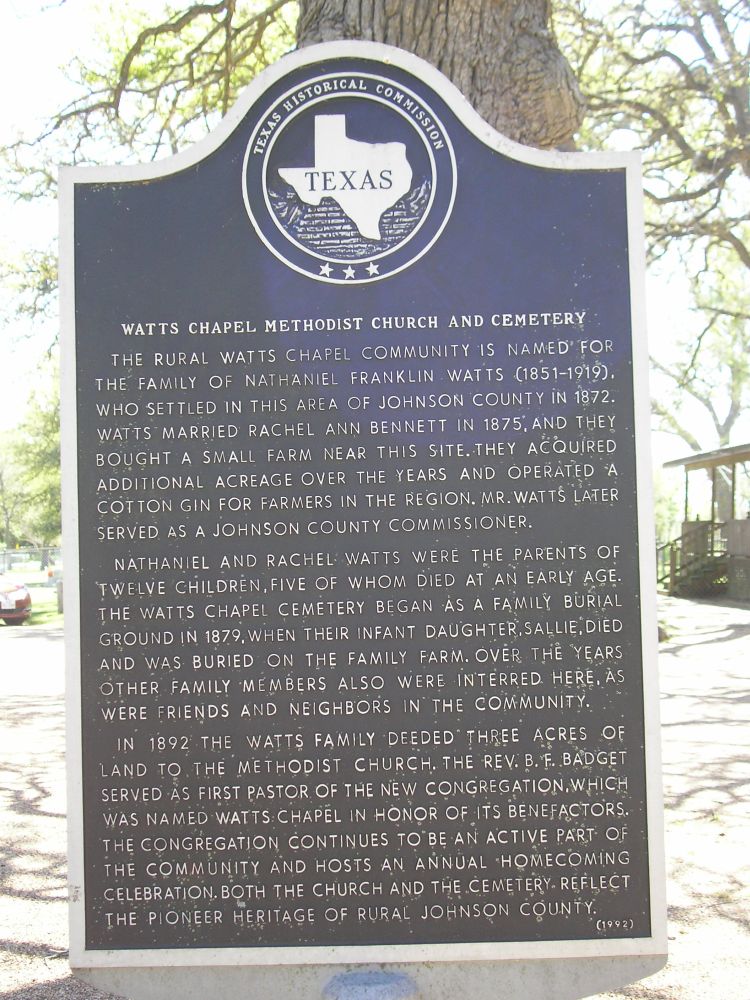 TEXAS HISTORICAL COMMISSION
TEXAS
WATTS CHAPEL METHODIST CHURCH AND CEMETERY
THE RURAL WATTS CHAPEL COMMUNITY IS NAMED FOR
THE FAMILY OF NATHANIEL FRANKLIN WATTS (1851-1919),
WHO SETTLED IN THIS AREA OF JOHNSON COUNTY IN 1872.
WATTS MARRIED RACHEL ANN BENNETT IN 1875, AND THEY
BOUGHT A SMALL FARM NEAR THIS SITE. THEY ACQUIRED
ADDITIONAL ACREAGE OVER THE YEARS AND OPERATED A
COTTON GIN FOR FARMERS IN THE REGION. MR. WATTS LATER
SERVED AS A JOHNSON COUNTY COMMISSIONER.
NATHANIEL AND RACHEL WATTS WERE THE PARENTS OF
TWELVE CHILDREN, FIVE OF WHOM DIED AT AN EARLY AGE.
THE WATTS CHAPEL CEMETERY BEGAN AS A FAMILY BURIAL
GROUND IN 1879, WHEN THEIR INFANT DAUGHTER, SALLIE, DIED
AND WAS BURIED ON THE FAMILY FARM. OVER THE YEARS
OTHER FAMILY MEMBERS ALSO WERE INTERRED HERE, AS
WERE FRIENDS AND NEIGHBORS IN THE COMMUNITY.
IN 1892 THE WATTS FAMILY DEEDED THREE ACRES OF
LAND TO THE METHODIST CHURCH. THE REV. B. F. BADGET
SERVED AS FIRST PASTOR OF THE NEW CONGREGATION, WHICH
WAS NAMED WATTS CHAPEL IN HONOR OF ITS BENEFACTORS.
THE CONGREGATION CONTINUES TO BE AN ACTIVE PART OF
THE COMMUNITY AND HOSTS AN ANNUAL HOMECOMING
CELEBRATION. BOTH THE CHURCH AND THE CEMETERY REFLECT
THE PIONEER HERITAGE OF RURAL JOHNSON COUNTY.
(1992)